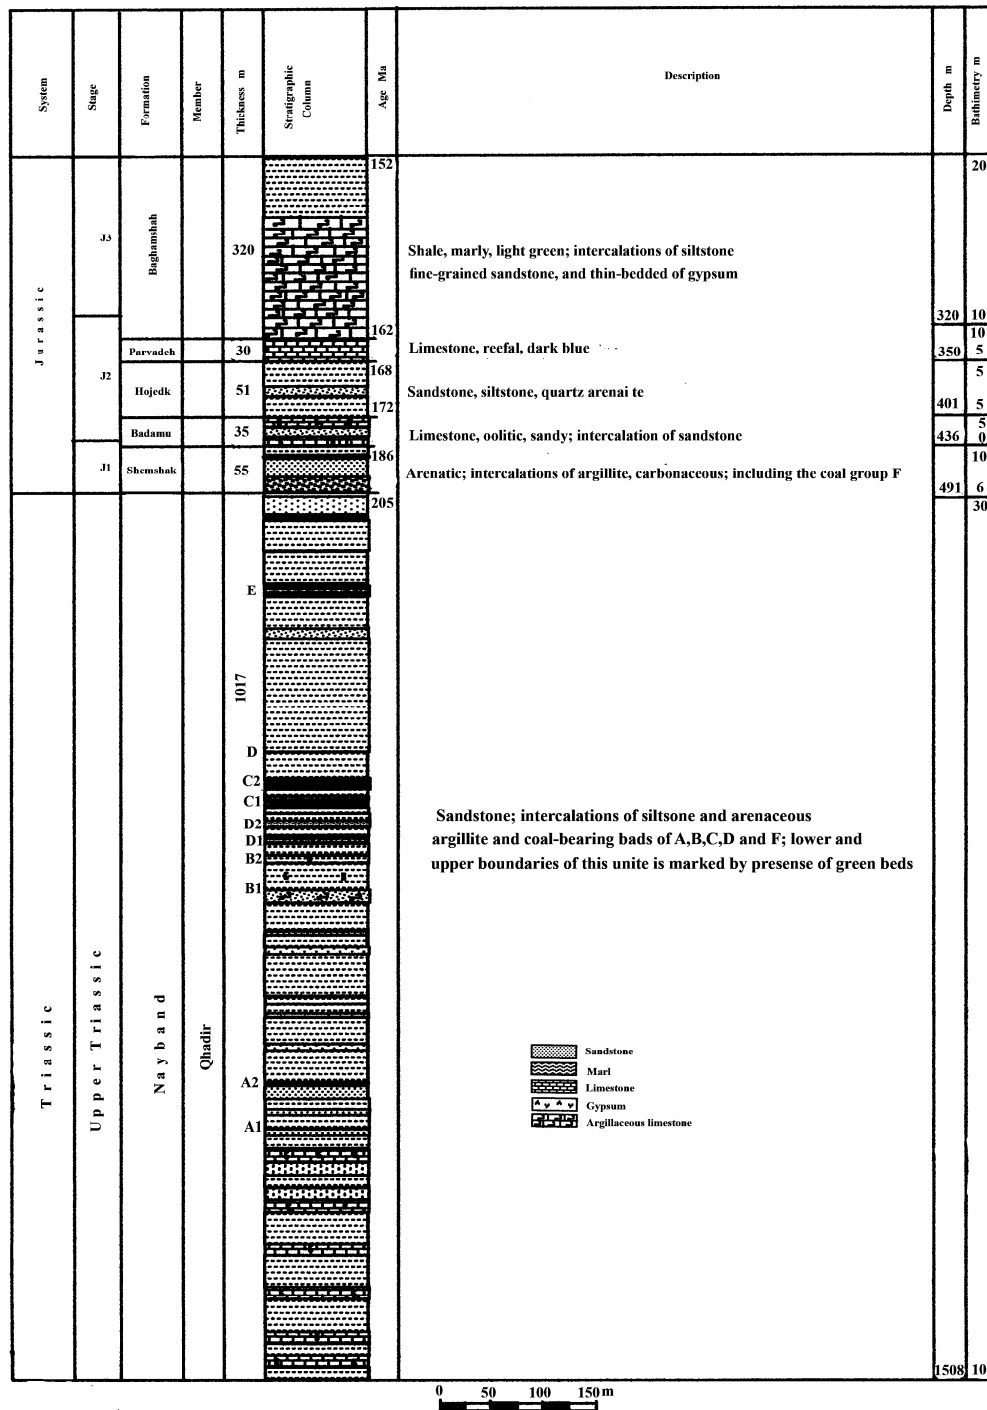 System
Stage
Formation
Member
Thickness m
Stratigraphic
Column
Age Ma
Description
Depth m
Bathimetry m
Jurassic
J3
Baghamshah
320
152
162
Shale, marly, light green; intercalations of siltstone
fine-grained sandstone, and thin-bedded of gypsum
320
20
10
J2
Parvadeh
30
Limestone, reefal, dark blue
350
10
5
Hojedk
51
168
172
Sandstone, siltstone, quartz arenai te
401
5
5
Badamu
35
Limestone, oolitic, sandy; intercalation of sandstone
436
5
0
J1
Shemshak
55
186
Arenatic; intercalations of argillite, carbonaceous; including the coal group F
491
10
6
Triassic
Upper Triassic
Nayband
Qhadir
1017
205
30
E
D
C2
C1
D2
D1
B2
B1
A2
A1
Sandstone; intercalations of siltsone and arenaceous
argillite and coal-bearing bads of A,B,C,D and F; lower and
upper boundaries of this unite is marked by presense of green beds
Sandstone
Marl
Limestone
Gypsum
Argillaceous limestone
1508
10
0 50 100 150 m